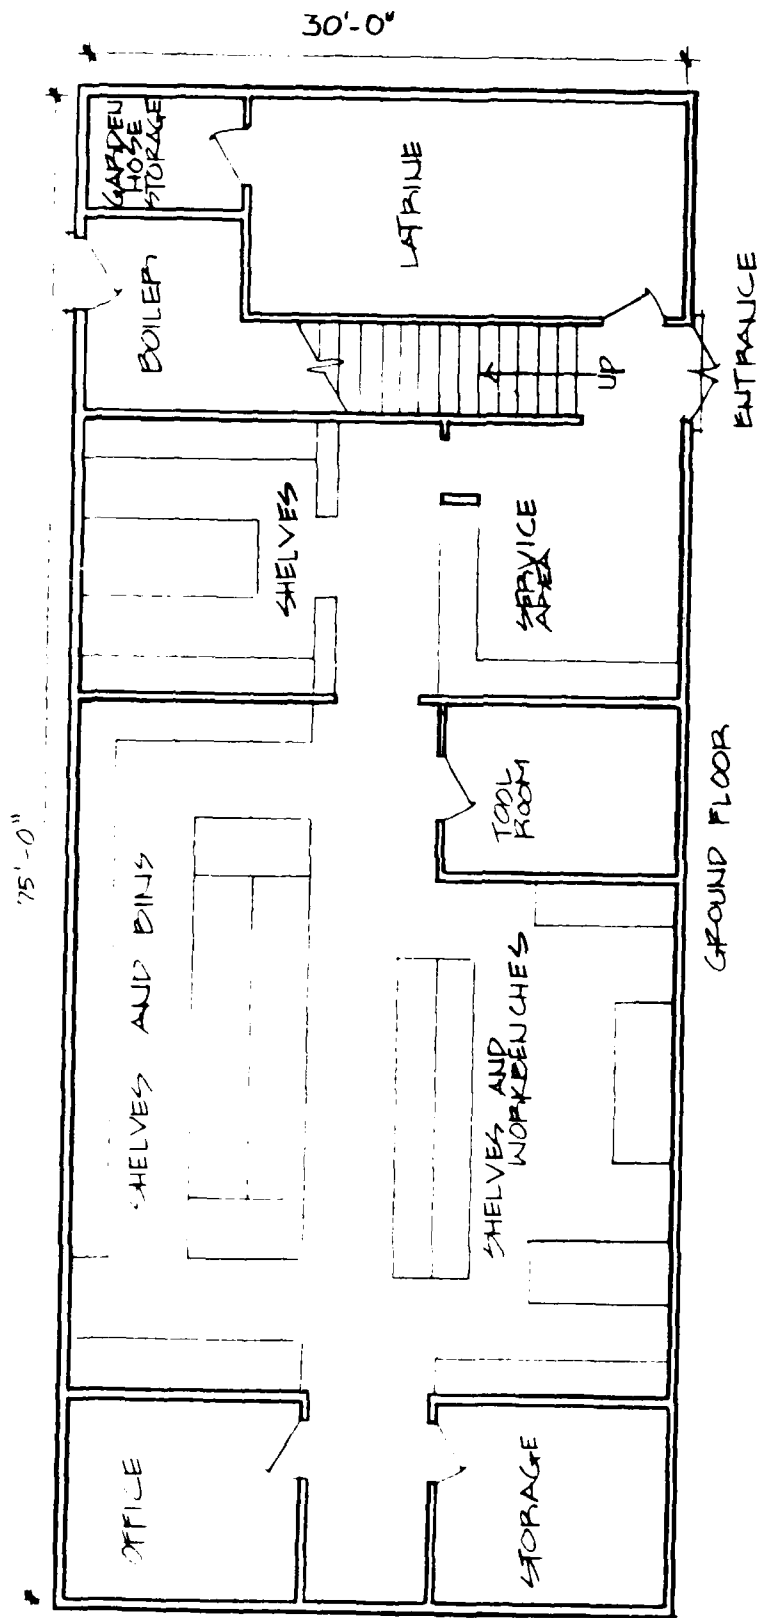 30'-0"
75'-0"
GARDEN
HOSE
STORAGE
LATRINE
BOILER
UP
ENTRANCE
SHELVES
SERVICE
AREA
TOOL
ROOM
GROUND FLOOR
SHELVES AND BINS
SHELVES AND
WORKBENCHES
OFFICE
STORAGE